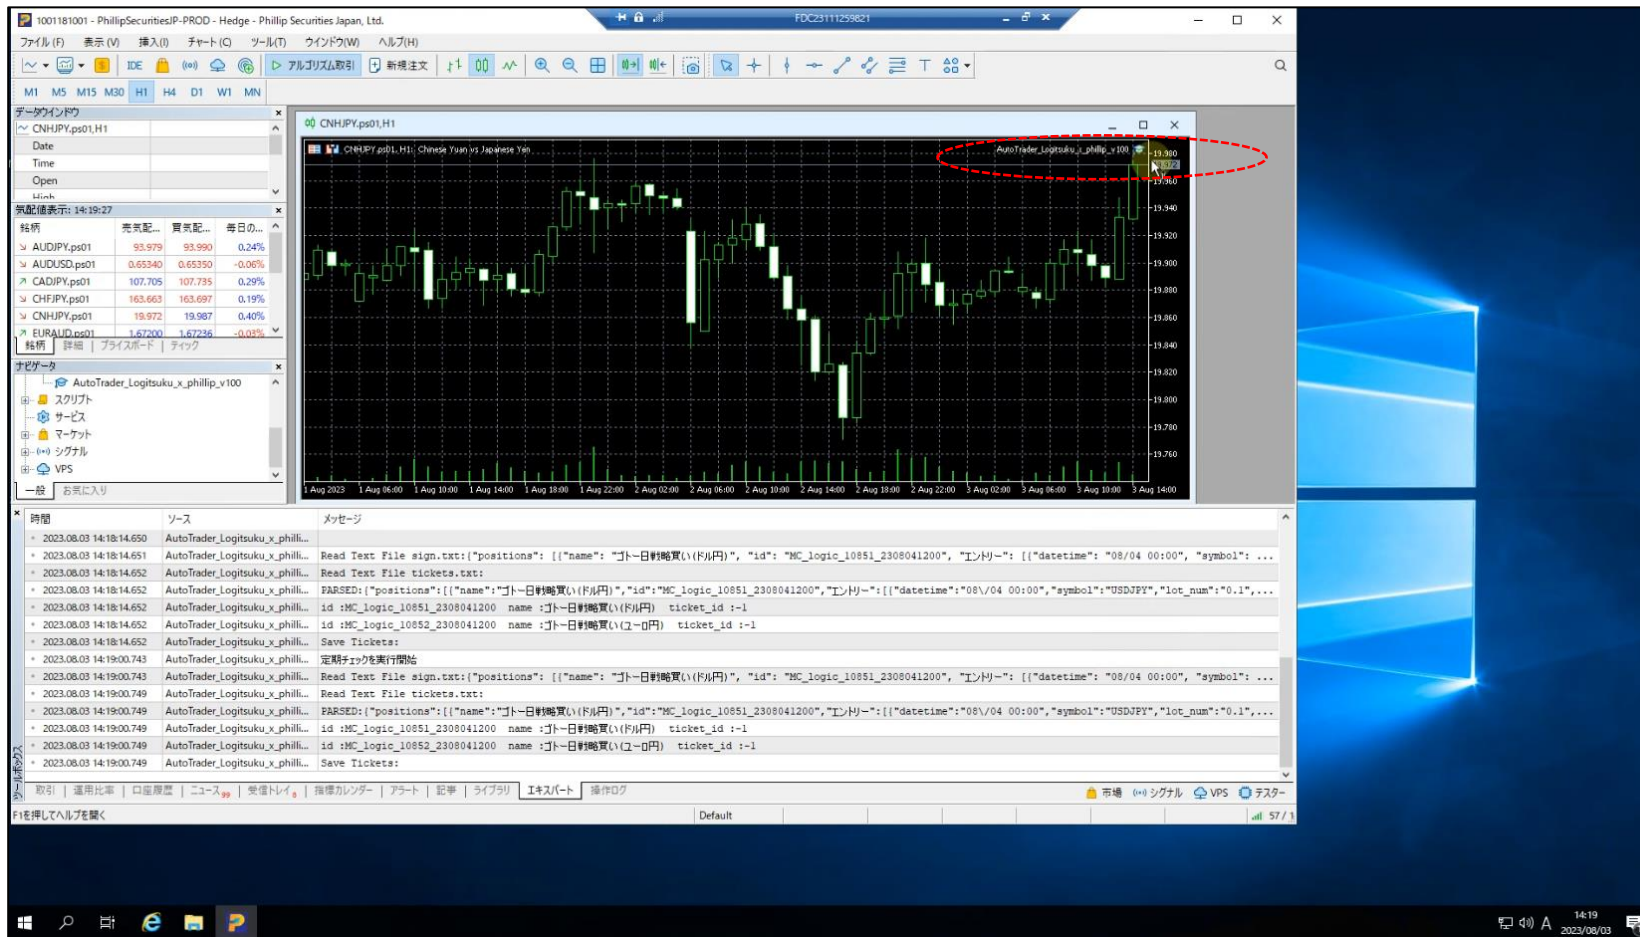 1001181001 - PhillipSecuritiesJP-PROD - Hedge - Phillip Securities Japan, Ltd.
FDC23111259821
ファイル(F) 表示(V) 挿入(I) チャート(C) ツール(T) ウインドウ(W) ヘルプ(H)
IDE アルゴリズム取引 新規注文
M1 M5 M15 M30 H1 H4 D1 W1 MN
データウインドウ
CNHJPY.ps01,H1
Date
Time
Open
High
気配値表示: 14:19:27
銘柄 売気配... 買気配... 毎日の...
AUDJPY.ps01 93.979 93.990 0.24%
AUDUSD.ps01 0.65340 0.65350 -0.06%
CADJPY.ps01 107.705 107.735 0.29%
CHFJPY.ps01 163.663 163.697 0.19%
CNHJPY.ps01 19.972 19.987 0.40%
EURAUD.ps01 1.67200 1.67236 -0.03%
銘柄 詳細 プライスボード ティック
ナビゲータ
AutoTrader_Logitsuku_x_phillip_v100
スクリプト
サービス
マーケット
シグナル
VPS
一般 お気に入り
CNHJPY.ps01,H1
CNHJPY.ps01, H1: Chinese Yuan vs Japanese Yen
AutoTrader_Logitsuku_x_phillip_v100
19.980
19.972
19.960
19.940
19.920
19.900
19.880
19.860
19.840
19.820
19.800
19.780
19.760
1 Aug 2023 1 Aug 06:00 1 Aug 10:00 1 Aug 14:00 1 Aug 18:00 1 Aug 22:00 2 Aug 02:00 2 Aug 06:00 2 Aug 10:00 2 Aug 14:00 2 Aug 18:00 2 Aug 22:00 3 Aug 02:00 3 Aug 06:00 3 Aug 10:00 3 Aug 14:00
時間 ソース メッセージ
2023.08.03 14:18:14.650 AutoTrader_Logitsuku_x_philli...
2023.08.03 14:18:14.651 AutoTrader_Logitsuku_x_philli... Read Text File sign.txt:{"positions": [{"name": "ゴトー日戦略買い(ドル円)", "id": "MC_logic_10851_2308041200", "エントリー": [{"datetime": "08/04 00:00", "symbol": ...
2023.08.03 14:18:14.652 AutoTrader_Logitsuku_x_philli... Read Text File tickets.txt:
2023.08.03 14:18:14.652 AutoTrader_Logitsuku_x_philli... PARSED:{"positions":[{"name":"ゴトー日戦略買い(ドル円)","id":"MC_logic_10851_2308041200","エントリー":[{"datetime":"08\/04 00:00","symbol":"USDJPY","lot_num":"0.1",...
2023.08.03 14:18:14.652 AutoTrader_Logitsuku_x_philli... id :MC_logic_10851_2308041200 name :ゴトー日戦略買い(ドル円) ticket_id :-1
2023.08.03 14:18:14.652 AutoTrader_Logitsuku_x_philli... id :MC_logic_10852_2308041200 name :ゴトー日戦略買い(ユーロ円) ticket_id :-1
2023.08.03 14:18:14.652 AutoTrader_Logitsuku_x_philli... Save Tickets:
2023.08.03 14:19:00.743 AutoTrader_Logitsuku_x_philli... 定期チェックを実行開始
2023.08.03 14:19:00.743 AutoTrader_Logitsuku_x_philli... Read Text File sign.txt:{"positions": [{"name": "ゴトー日戦略買い(ドル円)", "id": "MC_logic_10851_2308041200", "エントリー": [{"datetime": "08/04 00:00", "symbol": ...
2023.08.03 14:19:00.749 AutoTrader_Logitsuku_x_philli... Read Text File tickets.txt:
2023.08.03 14:19:00.749 AutoTrader_Logitsuku_x_philli... PARSED:{"positions":[{"name":"ゴトー日戦略買い(ドル円)","id":"MC_logic_10851_2308041200","エントリー":[{"datetime":"08\/04 00:00","symbol":"USDJPY","lot_num":"0.1",...
2023.08.03 14:19:00.749 AutoTrader_Logitsuku_x_philli... id :MC_logic_10851_2308041200 name :ゴトー日戦略買い(ドル円) ticket_id :-1
2023.08.03 14:19:00.749 AutoTrader_Logitsuku_x_philli... id :MC_logic_10852_2308041200 name :ゴトー日戦略買い(ユーロ円) ticket_id :-1
2023.08.03 14:19:00.749 AutoTrader_Logitsuku_x_philli... Save Tickets:
ツールボックス
取引 運用比率 口座履歴 ニュース99 受信トレイ8 指標カレンダー アラート 記事 ライブラリ エキスパート 操作ログ
市場 シグナル VPS テスター
F1を押してヘルプを開く Default 57 / 1
A 14:19
2023/08/03